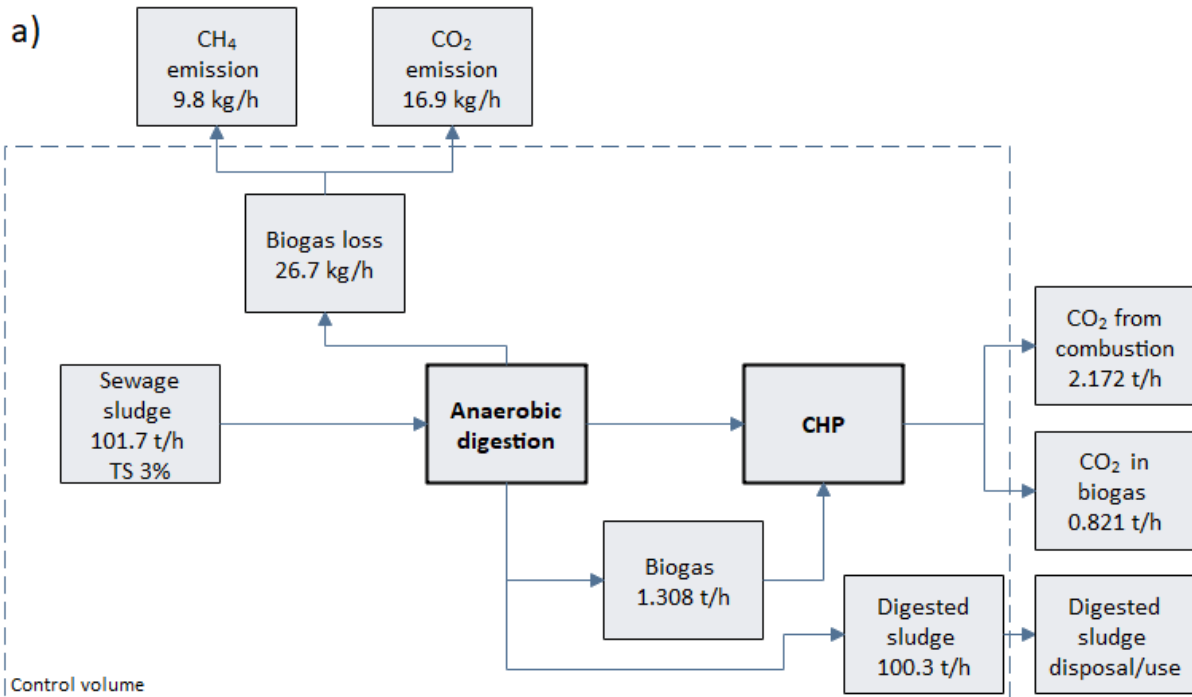 a)
CH₄
emission
9.8 kg/h
CO₂
emission
16.9 kg/h
Biogas loss
26.7 kg/h
Sewage
sludge
101.7 t/h
TS 3%
Anaerobic
digestion
CHP
CO₂ from
combustion
2.172 t/h
CO₂ in
biogas
0.821 t/h
Biogas
1.308 t/h
Digested
sludge
100.3 t/h
Digested
sludge
disposal/use
Control volume